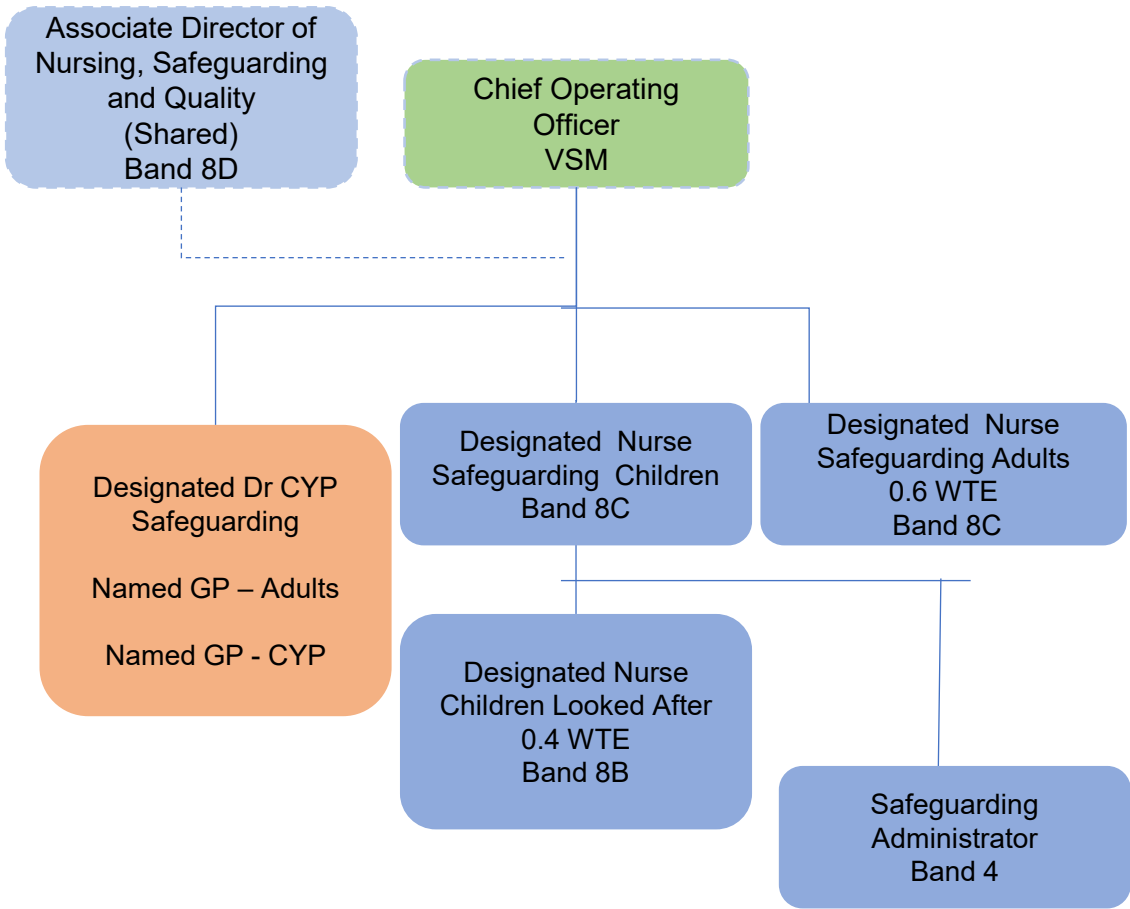 Associate Director of
Nursing, Safeguarding
and Quality
(Shared)
Band 8D
Chief Operating
Officer
VSM
Designated Dr CYP
Safeguarding
Named GP – Adults
Named GP - CYP
Designated Nurse
Safeguarding Children
Band 8C
Designated Nurse
Safeguarding Adults
0.6 WTE
Band 8C
Designated Nurse
Children Looked After
0.4 WTE
Band 8B
Safeguarding
Administrator
Band 4